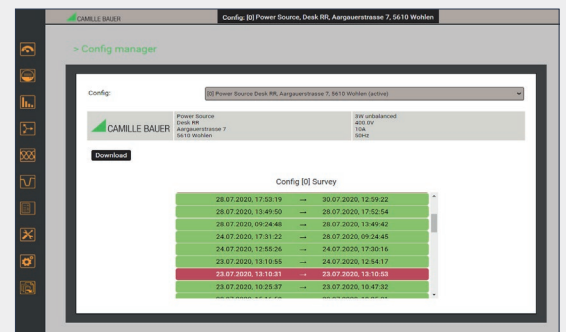 CAMILLE BAUER
Config: [0] Power Source, Desk RR, Aargauerstrasse 7, 5610 Wohlen
> Config manager
Config:
[0] Power Source Desk RR, Aargauerstrasse 7, 5610 Wohlen (active)
CAMILLE BAUER
Power Source
Desk RR
Aargauerstrasse 7
5610 Wohlen
3W unbalanced
400.0V
10A
50Hz
Download
Config [0] Survey
28.07.2020, 17:53:19 → 30.07.2020, 12:59:22
28.07.2020, 13:49:50 → 28.07.2020, 17:52:54
28.07.2020, 09:24:48 → 28.07.2020, 13:49:42
24.07.2020, 17:31:22 → 28.07.2020, 09:24:45
24.07.2020, 12:55:26 → 24.07.2020, 17:30:16
23.07.2020, 13:10:55 → 24.07.2020, 12:54:17
23.07.2020, 13:10:31 → 23.07.2020, 13:10:53
23.07.2020, 10:25:37 → 23.07.2020, 10:47:32